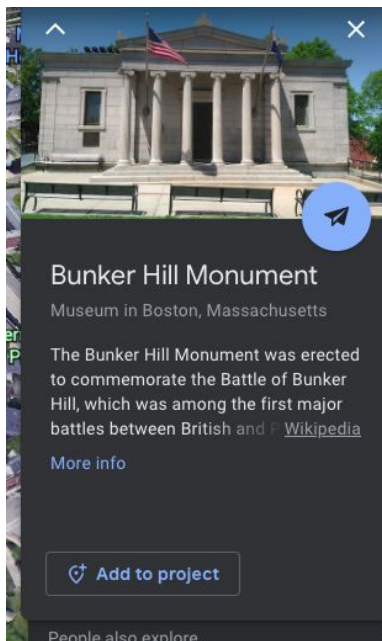 Bunker Hill Monument
Museum in Boston, Massachusetts
The Bunker Hill Monument was erected
to commemorate the Battle of Bunker
Hill, which was among the first major
battles between British and P Wikipedia
More info
Add to project
People also explore